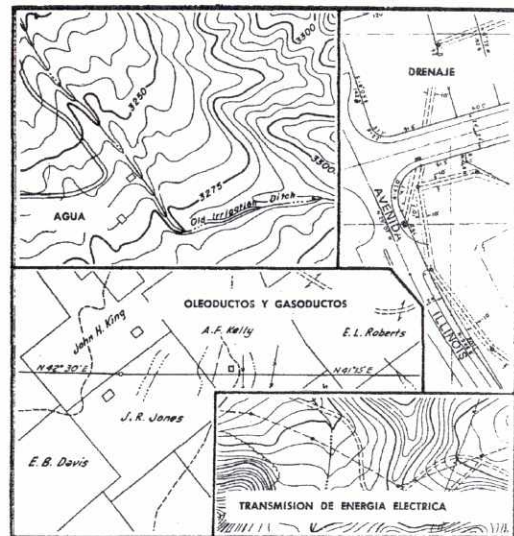 3300
3250
3275
3300
AGUA
Old Irrigation Ditch
DRENAJE
AVENIDA
ILLINOIS
OLEODUCTOS Y GASODUCTOS
John H. King
A.F. Kelly
E.L. Roberts
N 42° 30' E
N 41° 15' E
J.R. Jones
E. B. Davis
TRANSMISION DE ENERGIA ELECTRICA